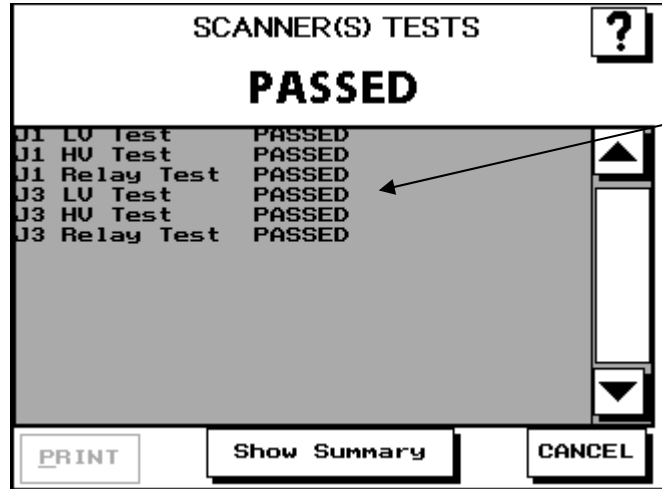 SCANNER(S) TESTS
?
PASSED
J1 LV Test PASSED
J1 HV Test PASSED
J1 Relay Test PASSED
J3 LV Test PASSED
J3 HV Test PASSED
J3 Relay Test PASSED
PRINT
Show Summary
CANCEL